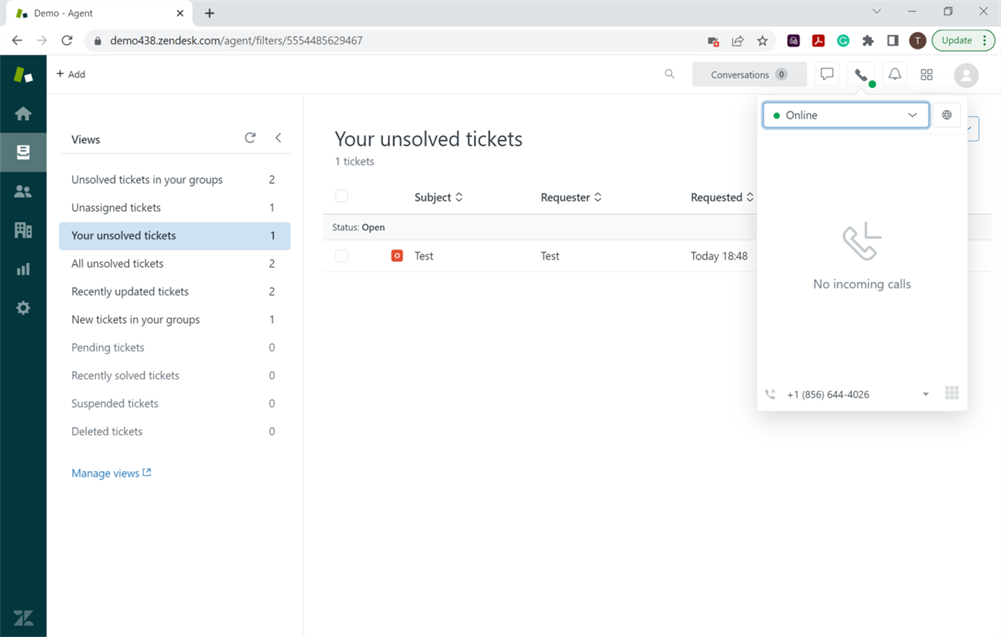 Demo - Agent
demo438.zendesk.com/agent/filters/5554485629467
T
Update
+ Add
Conversations 0
Online
Views
Unsolved tickets in your groups 2
Unassigned tickets 1
Your unsolved tickets 1
All unsolved tickets 2
Recently updated tickets 2
New tickets in your groups 1
Pending tickets 0
Recently solved tickets 0
Suspended tickets 0
Deleted tickets 0
Manage views
Your unsolved tickets
1 tickets
Subject Requester Requested
Status: Open
O Test Test Today 18:48
No incoming calls
+1 (856) 644-4026